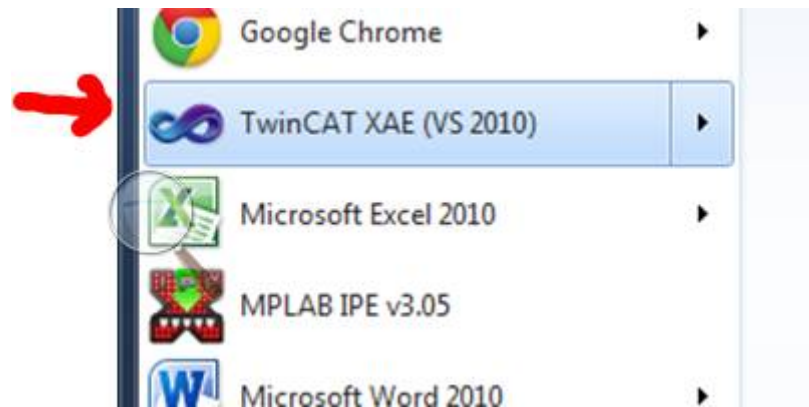 Google Chrome
TwinCAT XAE (VS 2010)
Microsoft Excel 2010
MPLAB IPE v3.05
Microsoft Word 2010